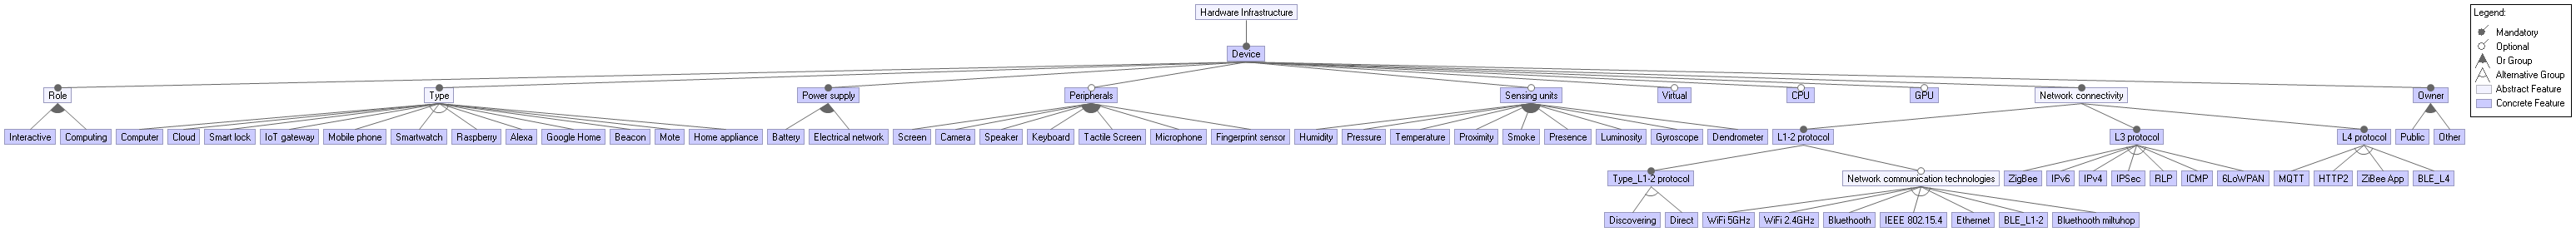 Hardware Infrastructure
Legend:
Mandatory
Optional
Or Group
Alternative Group
Abstract Feature
Concrete Feature
Device
Role
Type
Power supply
Peripherals
Sensing units
Virtual
CPU
GPU
Network connectivity
Owner
Interactive
Computing
Computer
Cloud
Smart lock
IoT gateway
Mobile phone
Smartwatch
Raspberry
Alexa
Google Home
Beacon
Mote
Home appliance
Battery
Electrical network
Screen
Camera
Speaker
Keyboard
Tactile Screen
Microphone
Fingerprint sensor
Humidity
Pressure
Temperature
Proximity
Smoke
Presence
Luminosity
Gyroscope
Dendrometer
L1-2 protocol
L3 protocol
L4 protocol
Public
Other
Type_L1-2 protocol
Network communication technologies
ZigBee
IPv6
IPv4
IPSec
RLP
ICMP
6LoWPAN
MQTT
HTTP2
ZiBee App
BLE_L4
Discovering
Direct
WiFi 5GHz
WiFi 2.4GHz
Bluethooth
IEEE 802.15.4
Ethernet
BLE_L1-2
Bluethooth miltuhop